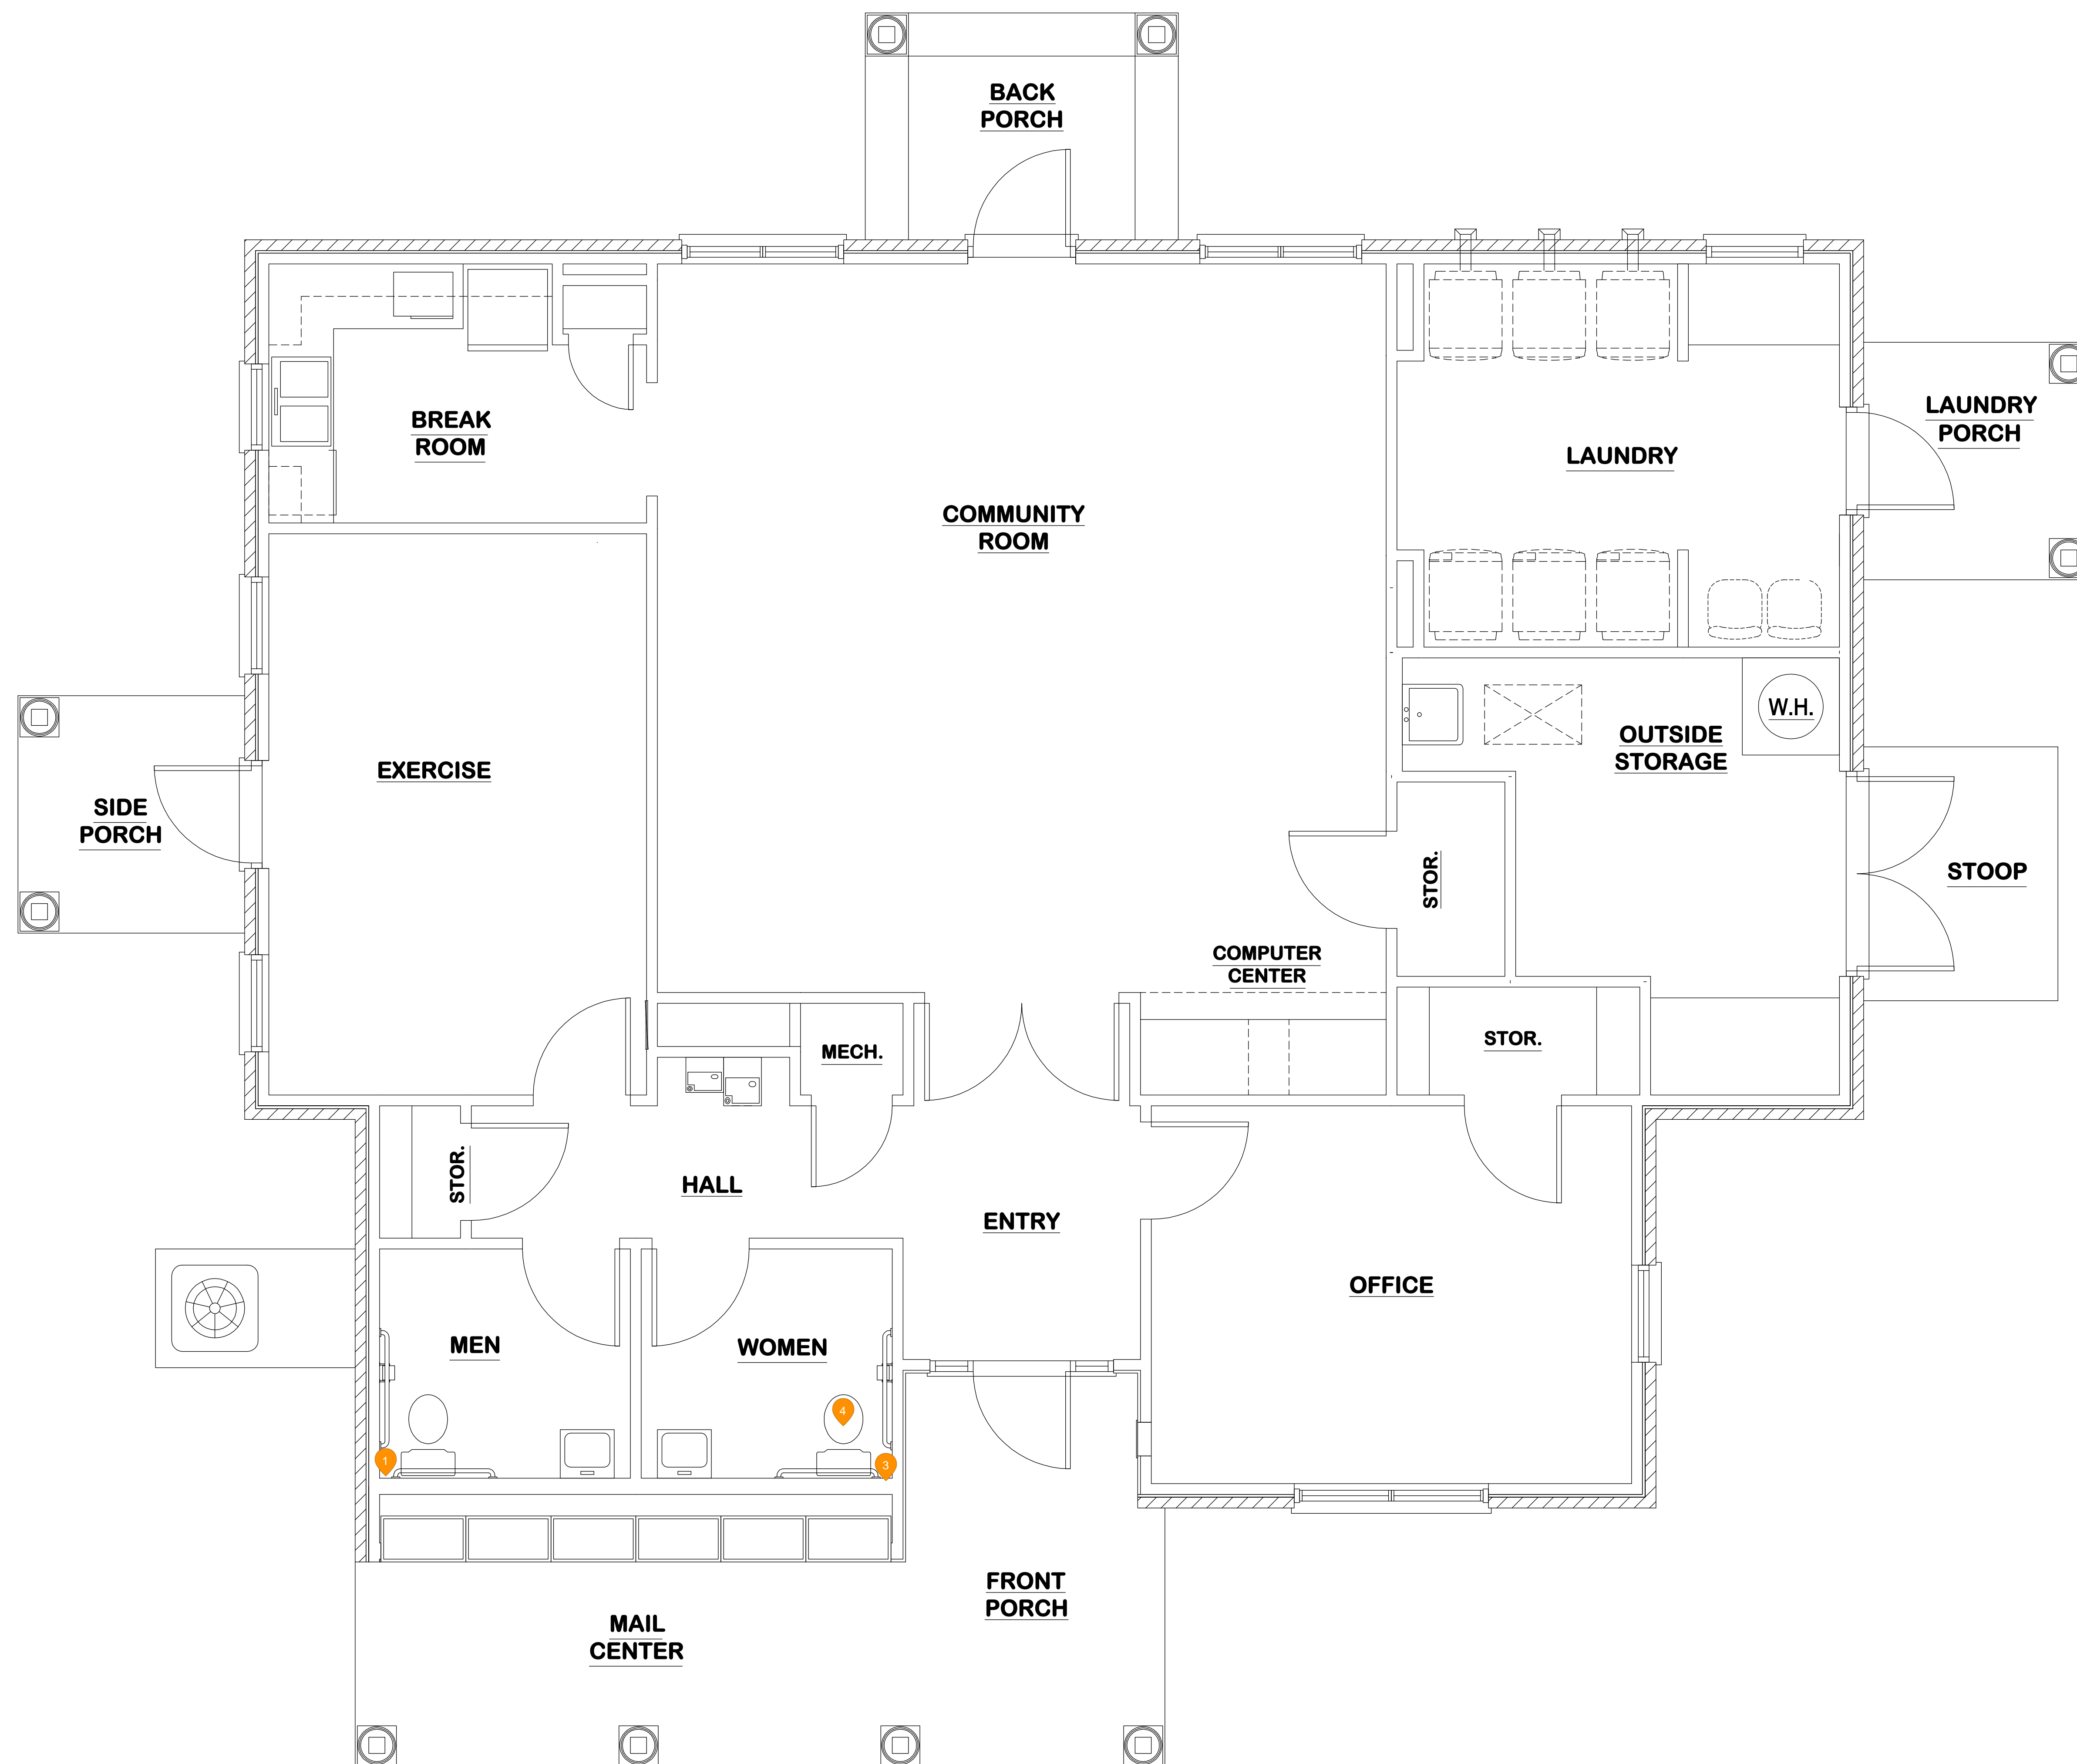 BACK
PORCH
BREAK
ROOM
LAUNDRY
PORCH
LAUNDRY
COMMUNITY
ROOM
W.H.
OUTSIDE
STORAGE
EXERCISE
SIDE
PORCH
STOR.
STOOP
COMPUTER
CENTER
MECH.
STOR.
STOR.
HALL
ENTRY
OFFICE
MEN
WOMEN
4
1
3
FRONT
PORCH
MAIL
CENTER